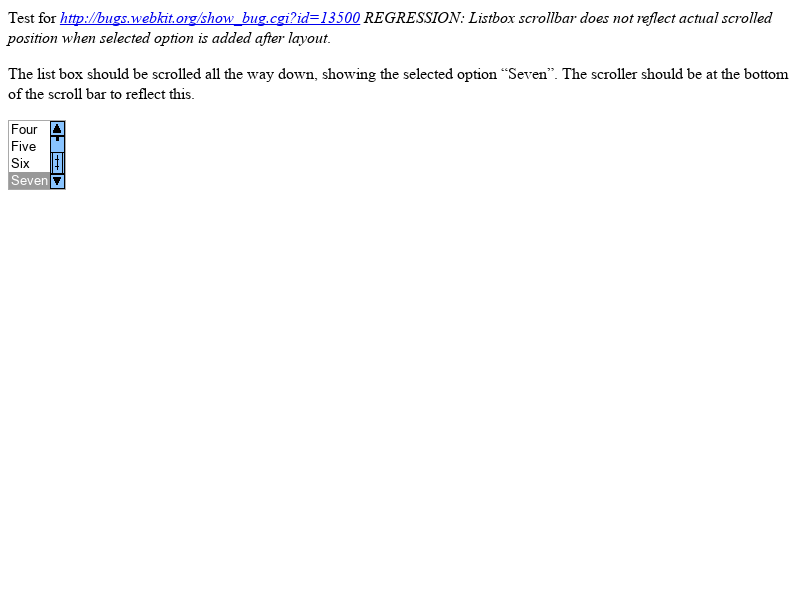 Test for http://bugs.webkit.org/show_bug.cgi?id=13500 REGRESSION: Listbox scrollbar does not reflect actual scrolled
position when selected option is added after layout.
The list box should be scrolled all the way down, showing the selected option “Seven”. The scroller should be at the bottom
of the scroll bar to reflect this.
Four
Five
Six
Seven